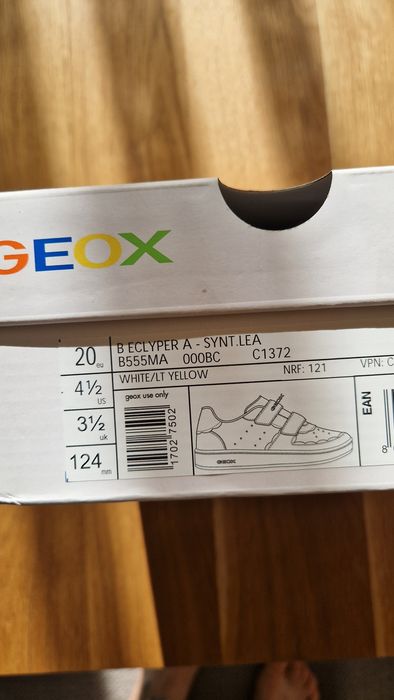 GEOX
20 eu
4½ US
3½ uk
124 mm
B ECLYPER A - SYNT.LEA
B555MA 000BC C1372
WHITE/LT YELLOW NRF: 121 VPN: C
geox use only
1702 7502
GEOX
EAN
8